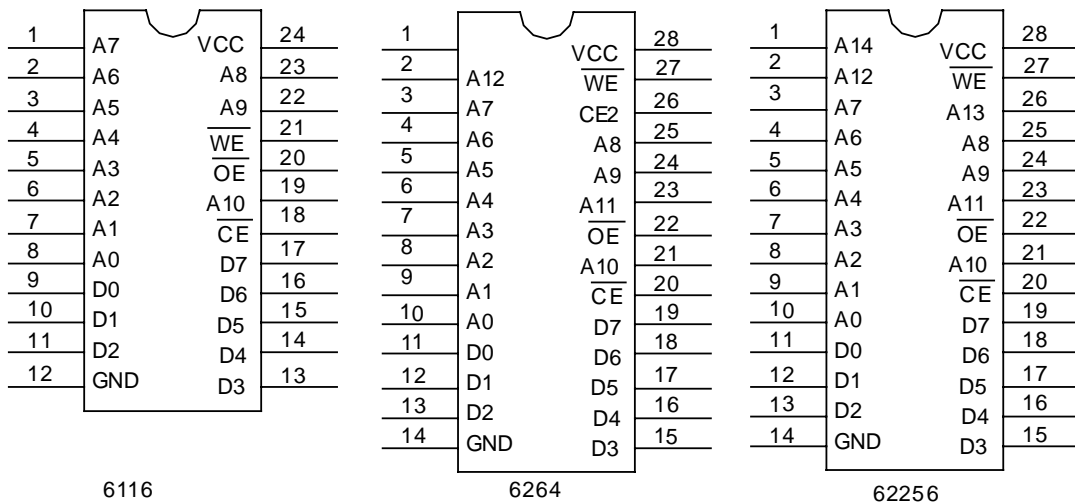 1 A7 VCC 24
2 A6 A8 23
3 A5 A9 22
4 A4 WE 21
5 A3 OE 20
6 A2 A10 19
7 A1 CE 18
8 A0 D7 17
9 D0 D6 16
10 D1 D5 15
11 D2 D4 14
12 GND D3 13
6116
1 VCC 28
2 A12 WE 27
3 A7 CE2 26
4 A6 A8 25
5 A5 A9 24
6 A4 A11 23
7 A3 OE 22
8 A2 A10 21
9 A1 CE 20
10 A0 D7 19
11 D0 D6 18
12 D1 D5 17
13 D2 D4 16
14 GND D3 15
6264
1 A14 VCC 28
2 A12 WE 27
3 A7 A13 26
4 A6 A8 25
5 A5 A9 24
6 A4 A11 23
7 A3 OE 22
8 A2 A10 21
9 A1 CE 20
10 A0 D7 19
11 D0 D6 18
12 D1 D5 17
13 D2 D4 16
14 GND D3 15
62256